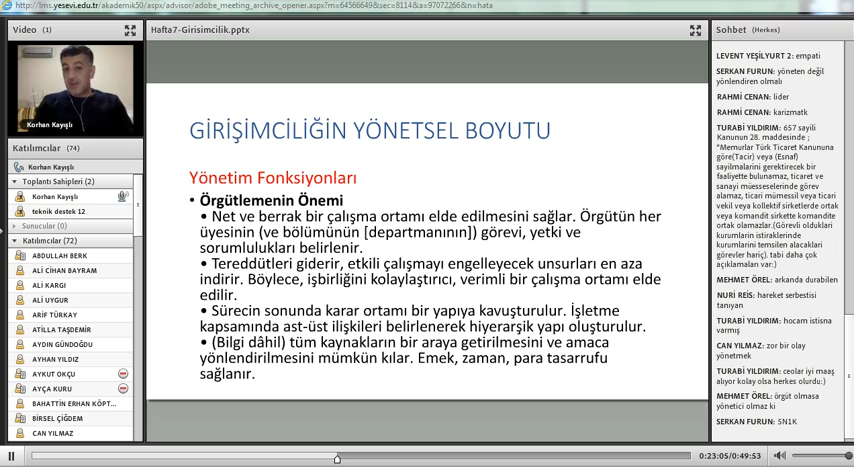 http://lms.yesevi.edu.tr/akademik50/aspx/advisor/adobe_meeting_archive_opener.aspx?m=64566649&sec=8114&a=97072266&n=hata
Video (1)
Korhan Kayışlı
Katılımcılar (74)
Korhan Kayışlı
Toplantı Sahipleri (2)
Korhan Kayışlı
teknik destek 12
Sunucular (0)
Katılımcılar (72)
ABDULLAH BERK
ALİ CİHAN BAYRAM
ALİ KARGI
ALİ UYGUR
ARİF TÜRKAY
ATİLLA TAŞDEMİR
AYDIN GÜNDOĞDU
AYHAN YILDIZ
AYKUT OKÇU
AYÇA KURU
BAHATTİN ERHAN KÖPT...
BİRSEL ÇİĞDEM
CAN YILMAZ
Hafta7-Girisimcilik.pptx
GİRİŞİMCİLİĞİN YÖNETSEL BOYUTU
Yönetim Fonksiyonları
• Örgütlemenin Önemi
• Net ve berrak bir çalışma ortamı elde edilmesini sağlar. Örgütün her
üyesinin (ve bölümünün [departmanının]) görevi, yetki ve
sorumlulukları belirlenir.
• Tereddütleri giderir, etkili çalışmayı engelleyecek unsurları en aza
indirir. Böylece, işbirliğini kolaylaştırıcı, verimli bir çalışma ortamı elde
edilir.
• Sürecin sonunda karar ortamı bir yapıya kavuşturulur. İşletme
kapsamında ast-üst ilişkileri belirlenerek hiyerarşik yapı oluşturulur.
• (Bilgi dâhil) tüm kaynakların bir araya getirilmesini ve amaca
yönlendirilmesini mümkün kılar. Emek, zaman, para tasarrufu
sağlanır.
Sohbet (Herkes)
LEVENT YEŞİLYURT 2: empati
SERKAN FURUN: yöneten değil
yönlendiren olmalı
RAHMİ CENAN: lider
RAHMİ CENAN: karizmatk
TURABİ YILDIRIM: 657 sayili
Kanunun 28. maddesinde ;
"Memurlar Türk Ticaret Kanununa
göre(Tacir) veya (Esnaf)
sayilmalarini gerektirecek bir
faaliyette bulunamaz, ticaret ve
sanayi müesseselerinde görev
alamaz, ticari mümessil veya ticari
vekil veya kollektif sirketlerde ortak
veya komandit sirkette komandite
ortak olamazlar.(Görevli olduklari
kurumlarin istiraklerinde
kurumlarini temsilen alacaklari
görevler hariç). tabi daha çok
açıklamaları var:)
MEHMET ÖREL: arkanda durabilen
NURİ REİS: hareket serbestisi
tanıyan
TURABİ YILDIRIM: hocam istisna
varmış
CAN YILMAZ: zor bir olay
yönetmek
TURABİ YILDIRIM: ceolar iyi maaş
alıyor kolay olsa herkes olurdu:)
MEHMET ÖREL: örgüt olmasa
yönetici olmaz ki
SERKAN FURUN: 5N1K
0:23:05/0:49:53